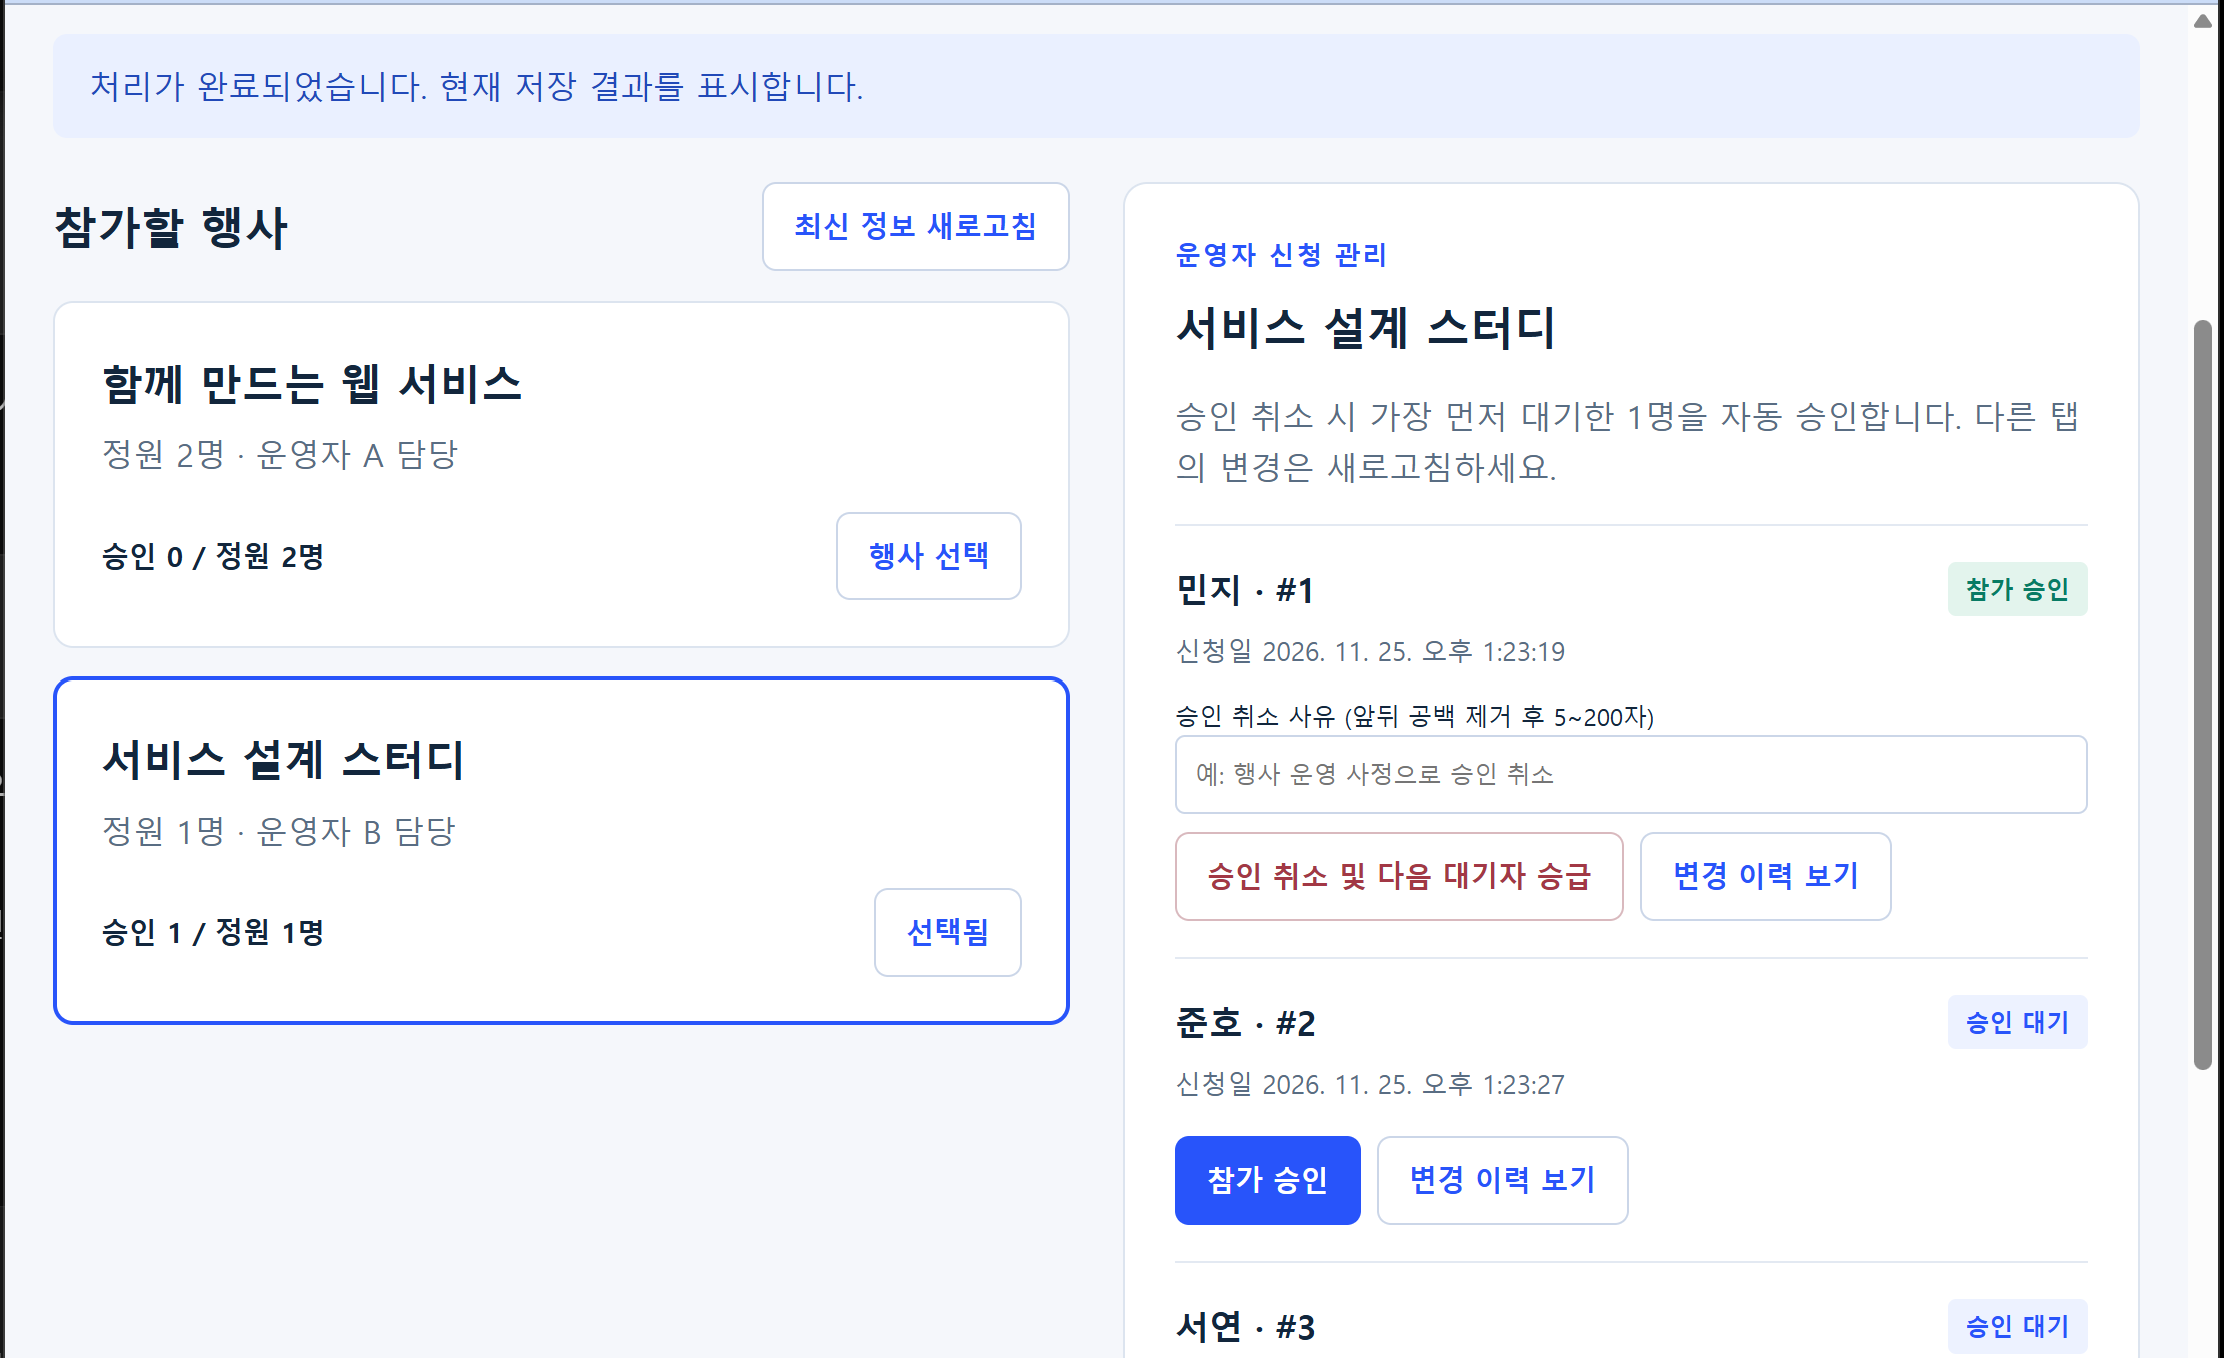 처리가 완료되었습니다. 현재 저장 결과를 표시합니다.
참가할 행사
최신 정보 새로고침
함께 만드는 웹 서비스
정원 2명 · 운영자 A 담당
승인 0 / 정원 2명
행사 선택
서비스 설계 스터디
정원 1명 · 운영자 B 담당
승인 1 / 정원 1명
선택됨
운영자 신청 관리
서비스 설계 스터디
승인 취소 시 가장 먼저 대기한 1명을 자동 승인합니다. 다른 탭
의 변경은 새로고침하세요.
민지 · #1
참가 승인
신청일 2026. 11. 25. 오후 1:23:19
승인 취소 사유 (앞뒤 공백 제거 후 5~200자)
예: 행사 운영 사정으로 승인 취소
승인 취소 및 다음 대기자 승급
변경 이력 보기
준호 · #2
승인 대기
신청일 2026. 11. 25. 오후 1:23:27
참가 승인
변경 이력 보기
서연 · #3
승인 대기